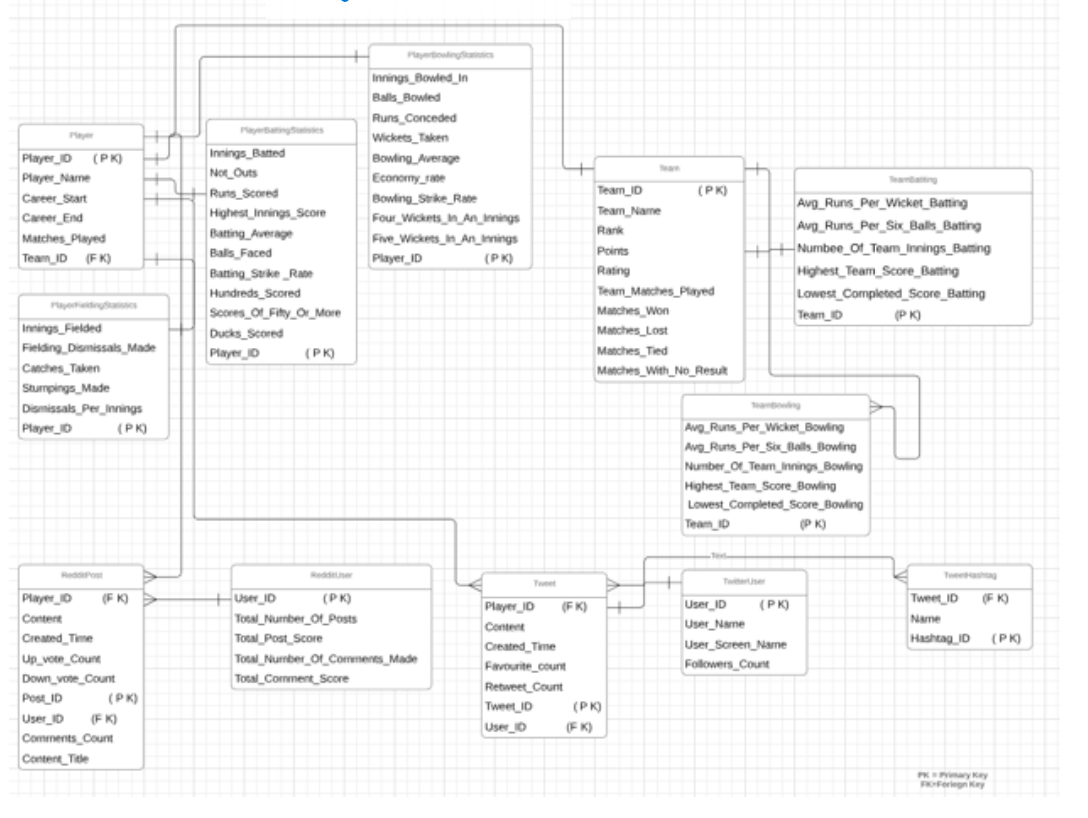 PlayerBowlingStatistics
Innings_Bowled_In
Balls_Bowled
Runs_Conceded
Wickets_Taken
Bowling_Average
Economy_rate
Bowling_Strike_Rate
Four_Wickets_In_An_Innings
Five_Wickets_In_An_Innings
Player_ID ( P K)
Player
Player_ID ( P K)
Player_Name
Career_Start
Career_End
Matches_Played
Team_ID (F K)
PlayerBattingStatistics
Innings_Batted
Not_Outs
Runs_Scored
Highest_Innings_Score
Batting_Average
Balls_Faced
Batting_Strike _Rate
Hundreds_Scored
Scores_Of_Fifty_Or_More
Ducks_Scored
Player_ID ( P K)
Team
Team_ID ( P K)
Team_Name
Rank
Points
Rating
Team_Matches_Played
Matches_Won
Matches_Lost
Matches_Tied
Matches_With_No_Result
TeamBatting
Avg_Runs_Per_Wicket_Batting
Avg_Runs_Per_Six_Balls_Batting
Numbee_Of_Team_Innings_Batting
Highest_Team_Score_Batting
Lowest_Completed_Score_Batting
Team_ID (P K)
PlayerFieldingStatistics
Innings_Fielded
Fielding_Dismissals_Made
Catches_Taken
Stumpings_Made
Dismissals_Per_Innings
Player_ID ( P K)
TeamBowling
Avg_Runs_Per_Wicket_Bowling
Avg_Runs_Per_Six_Balls_Bowling
Number_Of_Team_Innings_Bowling
Highest_Team_Score_Bowling
Lowest_Completed_Score_Bowling
Team_ID (P K)
Text
RedditPost
Player_ID (F K)
Content
Created_Time
Up_vote_Count
Down_vote_Count
Post_ID ( P K)
User_ID (F K)
Comments_Count
Content_Title
RedditUser
User_ID ( P K)
Total_Number_Of_Posts
Total_Post_Score
Total_Number_Of_Comments_Made
Total_Comment_Score
Tweet
Player_ID (F K)
Content
Created_Time
Favourite_count
Retweet_Count
Tweet_ID ( P K)
User_ID (F K)
TwitterUser
User_ID ( P K)
User_Name
User_Screen_Name
Followers_Count
TweetHashtag
Tweet_ID (F K)
Name
Hashtag_ID ( P K)
PK = Primary Key
FK=Foriegn Key